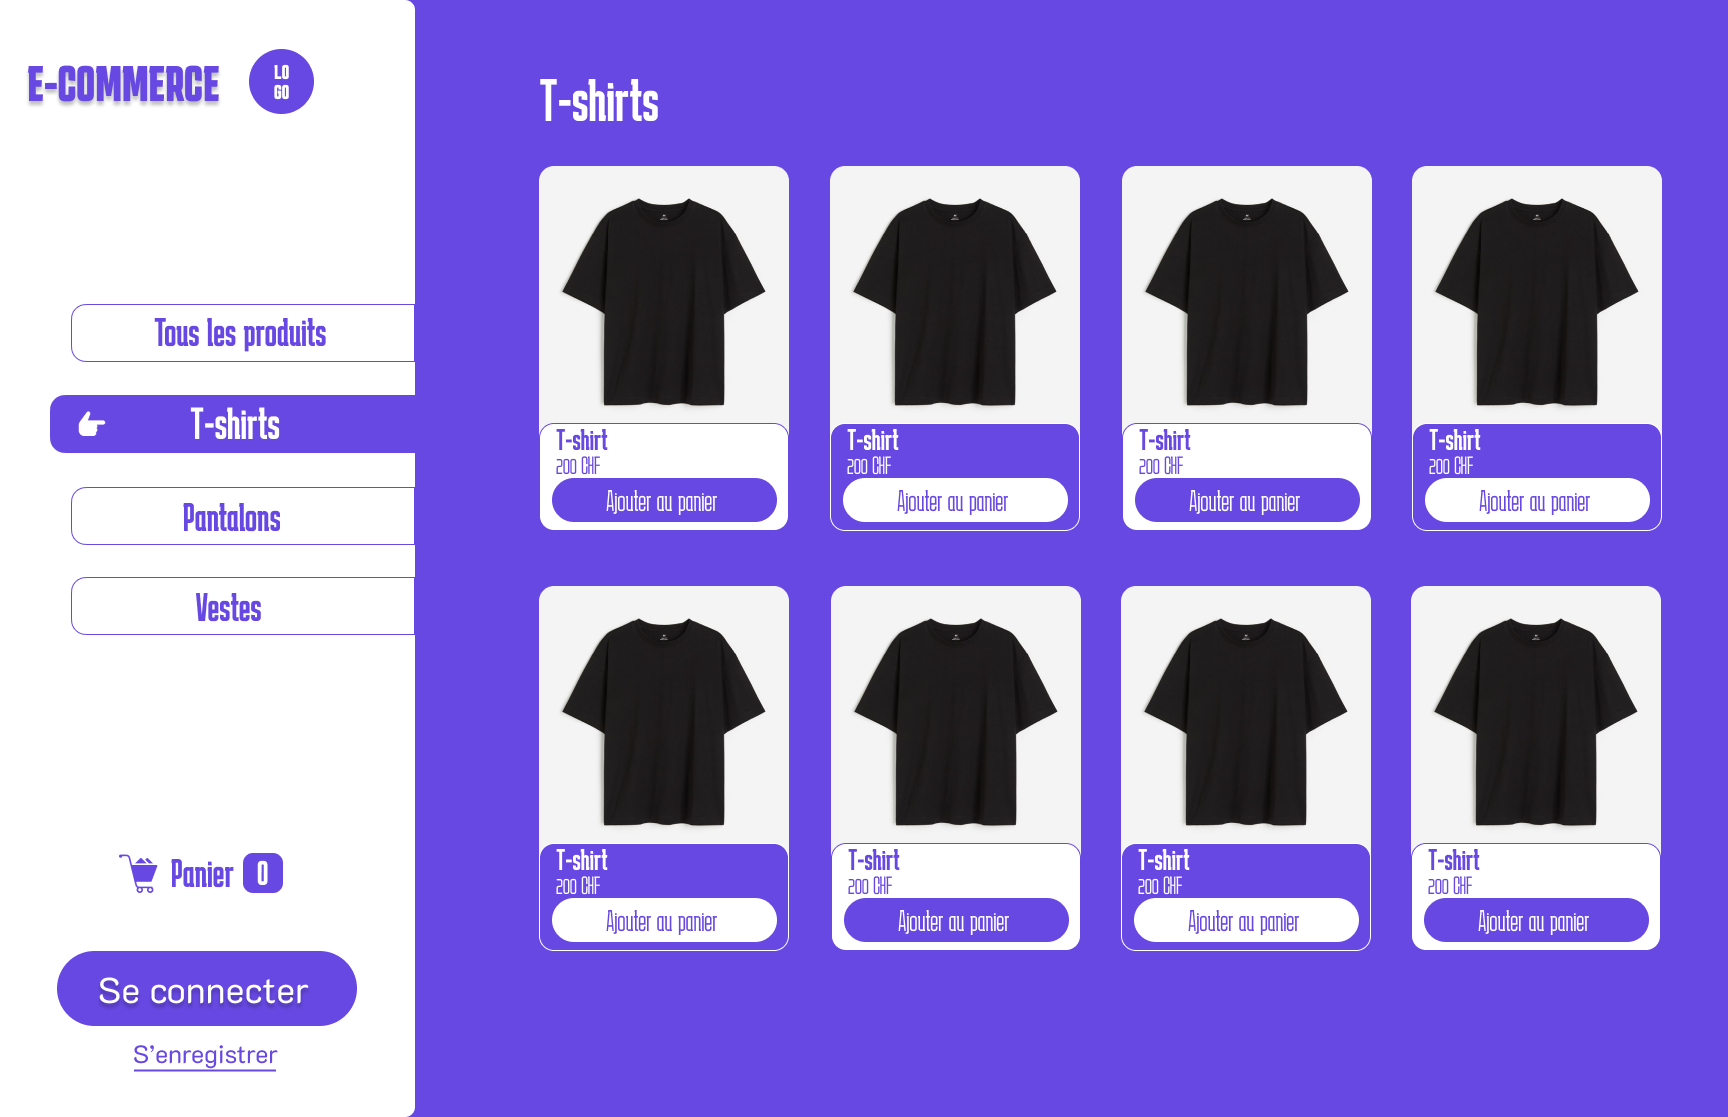 E-COMMERCE
LO
GO
Tous les produits
T-shirts
Pantalons
Vestes
Panier 0
Se connecter
S'enregistrer
T-shirts
T-shirt
200 CHF
Ajouter au panier
T-shirt
200 CHF
Ajouter au panier
T-shirt
200 CHF
Ajouter au panier
T-shirt
200 CHF
Ajouter au panier
T-shirt
200 CHF
Ajouter au panier
T-shirt
200 CHF
Ajouter au panier
T-shirt
200 CHF
Ajouter au panier
T-shirt
200 CHF
Ajouter au panier